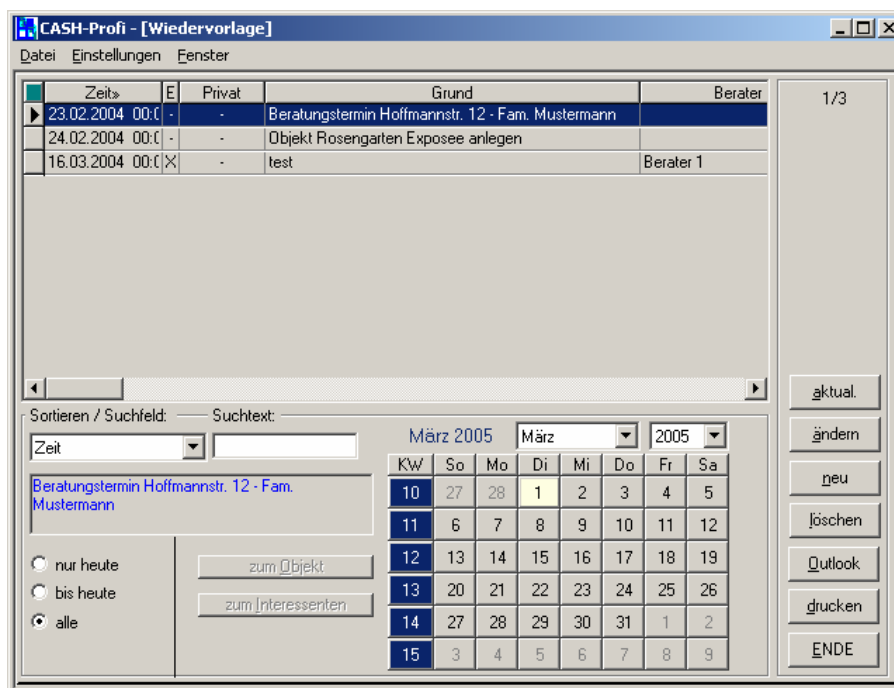 CASH-Profi - [Wiedervorlage]
Datei Einstellungen Fenster
Zeit» E Privat Grund Berater
23.02.2004 00:0 - - Beratungstermin Hoffmannstr. 12 - Fam. Mustermann
24.02.2004 00:0 - - Objekt Rosengarten Exposee anlegen
16.03.2004 00:0 X - test Berater 1
1/3
aktual.
ändern
neu
löschen
Outlook
drucken
ENDE
Sortieren / Suchfeld: Suchtext:
Zeit
Beratungstermin Hoffmannstr. 12 - Fam.
Mustermann
nur heute
bis heute
alle
zum Objekt
zum Interessenten
März 2005 März 2005
KW So Mo Di Mi Do Fr Sa
10 27 28 1 2 3 4 5
11 6 7 8 9 10 11 12
12 13 14 15 16 17 18 19
13 20 21 22 23 24 25 26
14 27 28 29 30 31 1 2
15 3 4 5 6 7 8 9